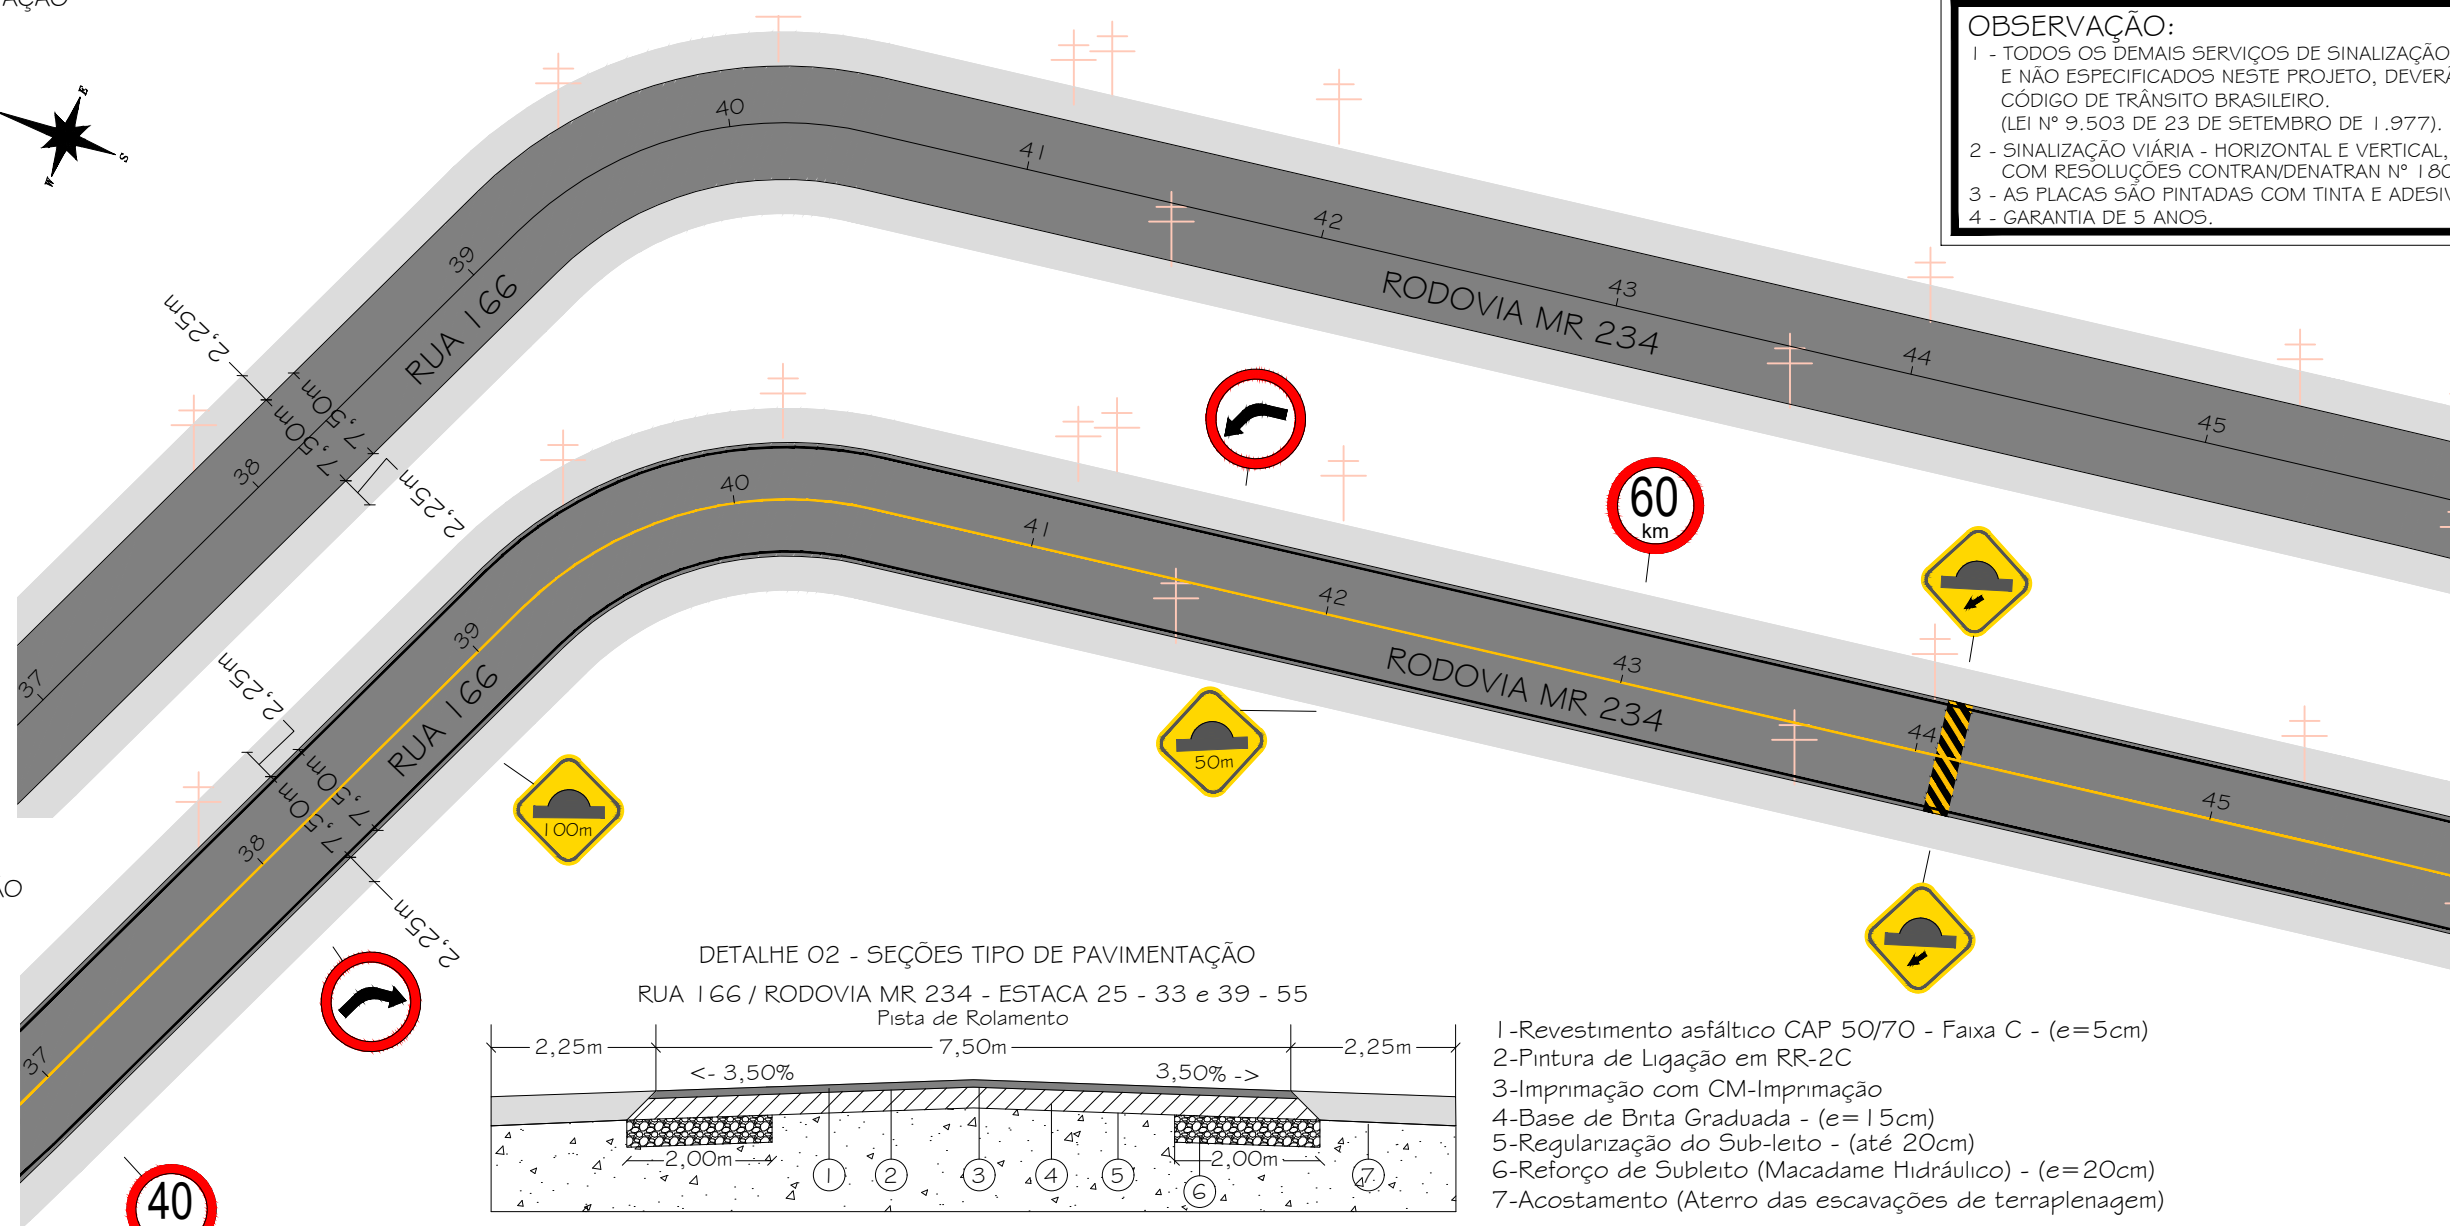 OBSERVAÇÃO:
1 - TODOS OS DEMAIS SERVIÇOS DE SINALIZAÇÃO
E NÃO ESPECIFICADOS NESTE PROJETO,
CÓDIGO DE TRÂNSITO BRASILEIRO.
(LEI Nº 9.503 DE 23 DE SETEMBRO DE 1.977).
2 - SINALIZAÇÃO VIÁRIA - HORIZONTAL E VERTICAL,
COM RESOLUÇÕES CONTRAN/DENATRAN Nº 180
3 - AS PLACAS SÃO PINTADAS COM TINTA E
4 - GARANTIA DE 5 ANOS.
E
S
W
37
38
39
40
41
42
43
44
45
RUA 166
RODOVIA MR 234
2,25m
7,50m
7,50m
2,25m
37
38
39
40
41
42
43
44
45
RUA 166
RODOVIA MR 234
2,25m
7,50m
7,50m
2,25m
60
km
50m
100m
40
DETALHE 02 - SEÇÕES TIPO DE PAVIMENTAÇÃO
RUA 166 / RODOVIA MR 234 - ESTACA 25 - 33 e 39 - 55
Pista de Rolamento
2,25m 7,50m 2,25m
<- 3,50% 3,50% ->
2,00m 2,00m
1 2 3 4 5 6 7
1-Revestimento asfáltico CAP 50/70 - Faixa C - (e=5cm)
2-Pintura de Ligação em RR-2C
3-Imprimação com CM-Imprimação
4-Base de Brita Graduada - (e=15cm)
5-Regularização do Sub-leito - (até 20cm)
6-Reforço de Subleito (Macadame Hidráulico) - (e=20cm)
7-Acostamento (Aterro das escavações de terraplenagem)